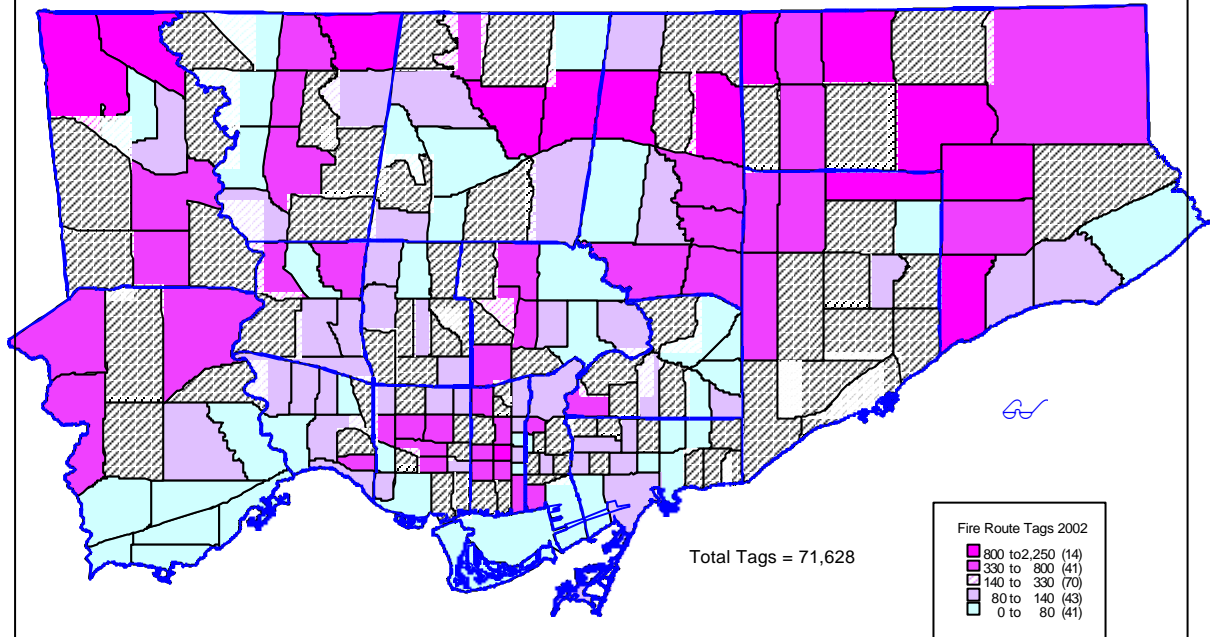 Total Tags = 71,628
Fire Route Tags 2002
800 to2,250 (14)
330 to 800 (41)
140 to 330 (70)
80 to 140 (43)
0 to 80 (41)